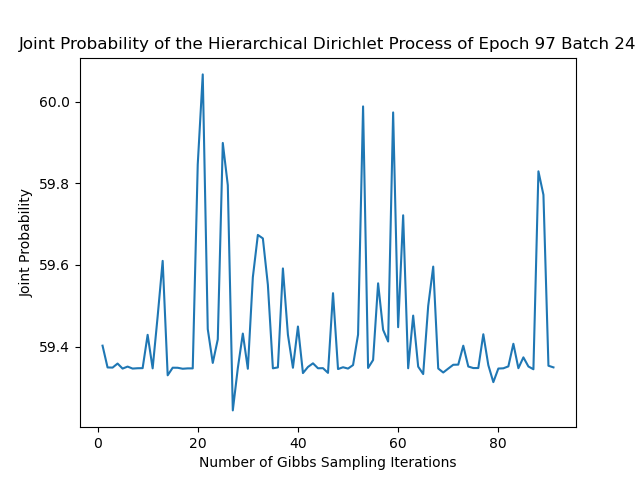 Joint Probability of the Hierarchical Dirichlet Process of Epoch 97 Batch 24
60.0
59.8
59.6
59.4
Joint Probability
0 20 40 60 80
Number of Gibbs Sampling Iterations